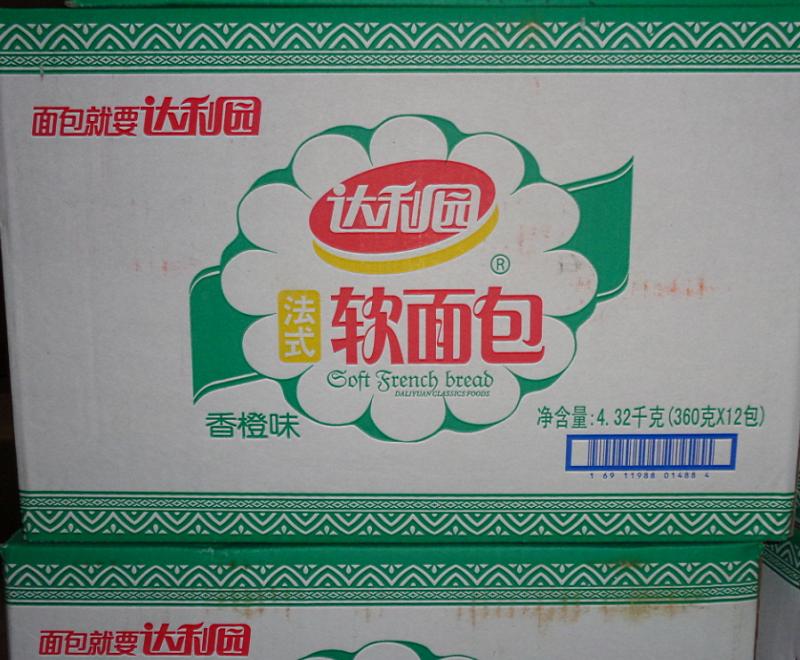 面包就要达利园
达利园
®
法式
软面包
Soft French bread
DALIYUAN CLASSICS FOODS
香橙味
净含量:4.32千克(360克X12包)
1 69 11988 01488 4
面包就要达利园